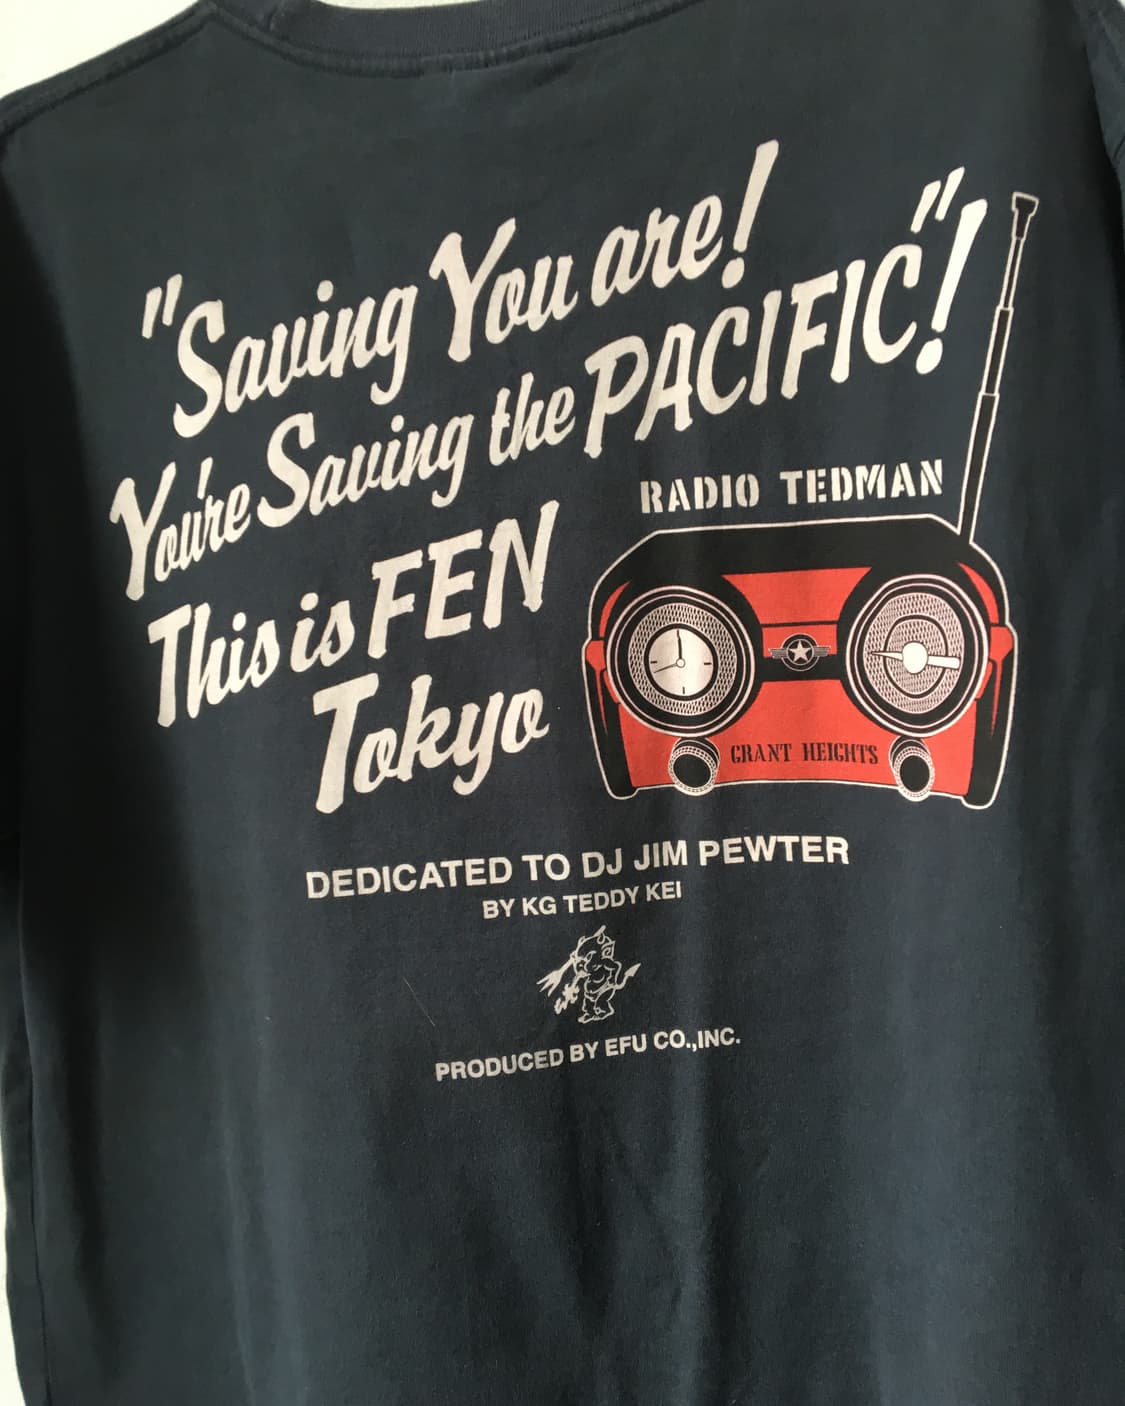 "Saving You are!
You're Saving the PACIFIC"!
This is FEN
Tokyo
RADIO TEDMAN
GRANT HEIGHTS
DEDICATED TO DJ JIM PEWTER
BY KG TEDDY KEI
PRODUCED BY EFU CO.,INC.